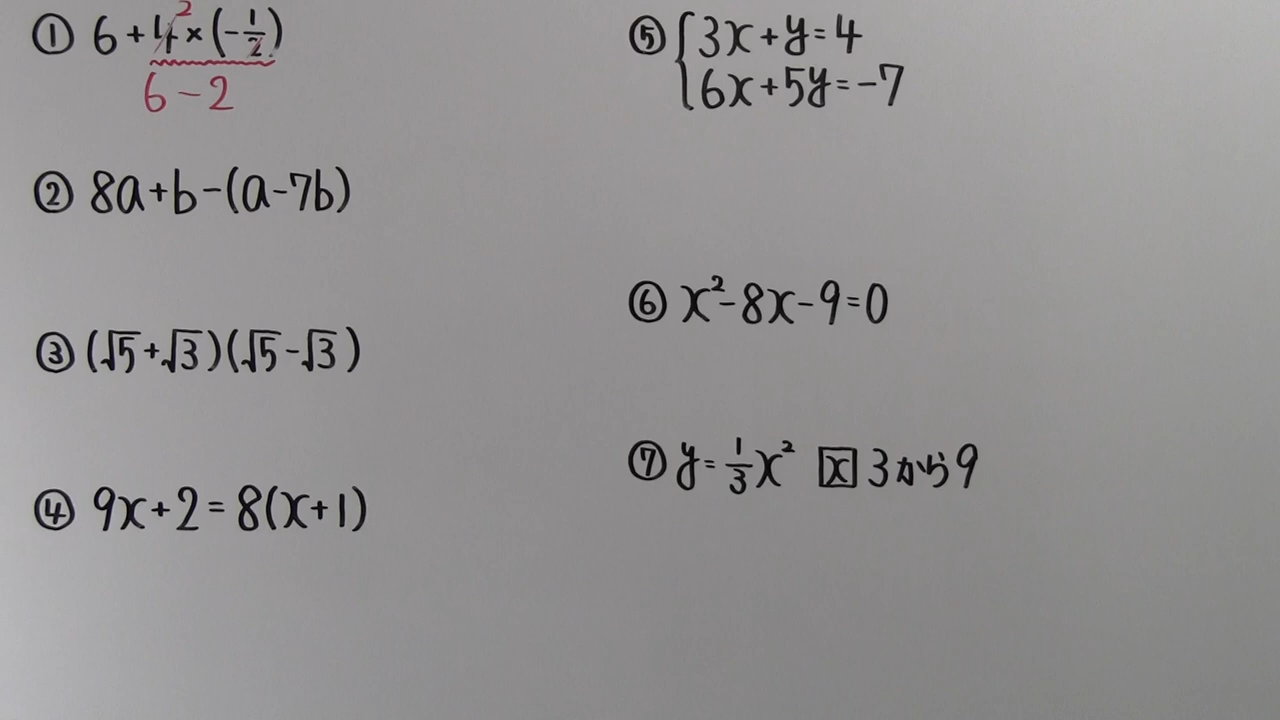 ① 6+4×(-1/2)
2
6-2
② 8a+b-(a-7b)
③ (√5+√3)(√5-√3)
④ 9x+2=8(x+1)
⑤ {3x+y=4
6x+5y=-7
⑥ x²-8x-9=0
⑦ y=1/3x² x 3から9